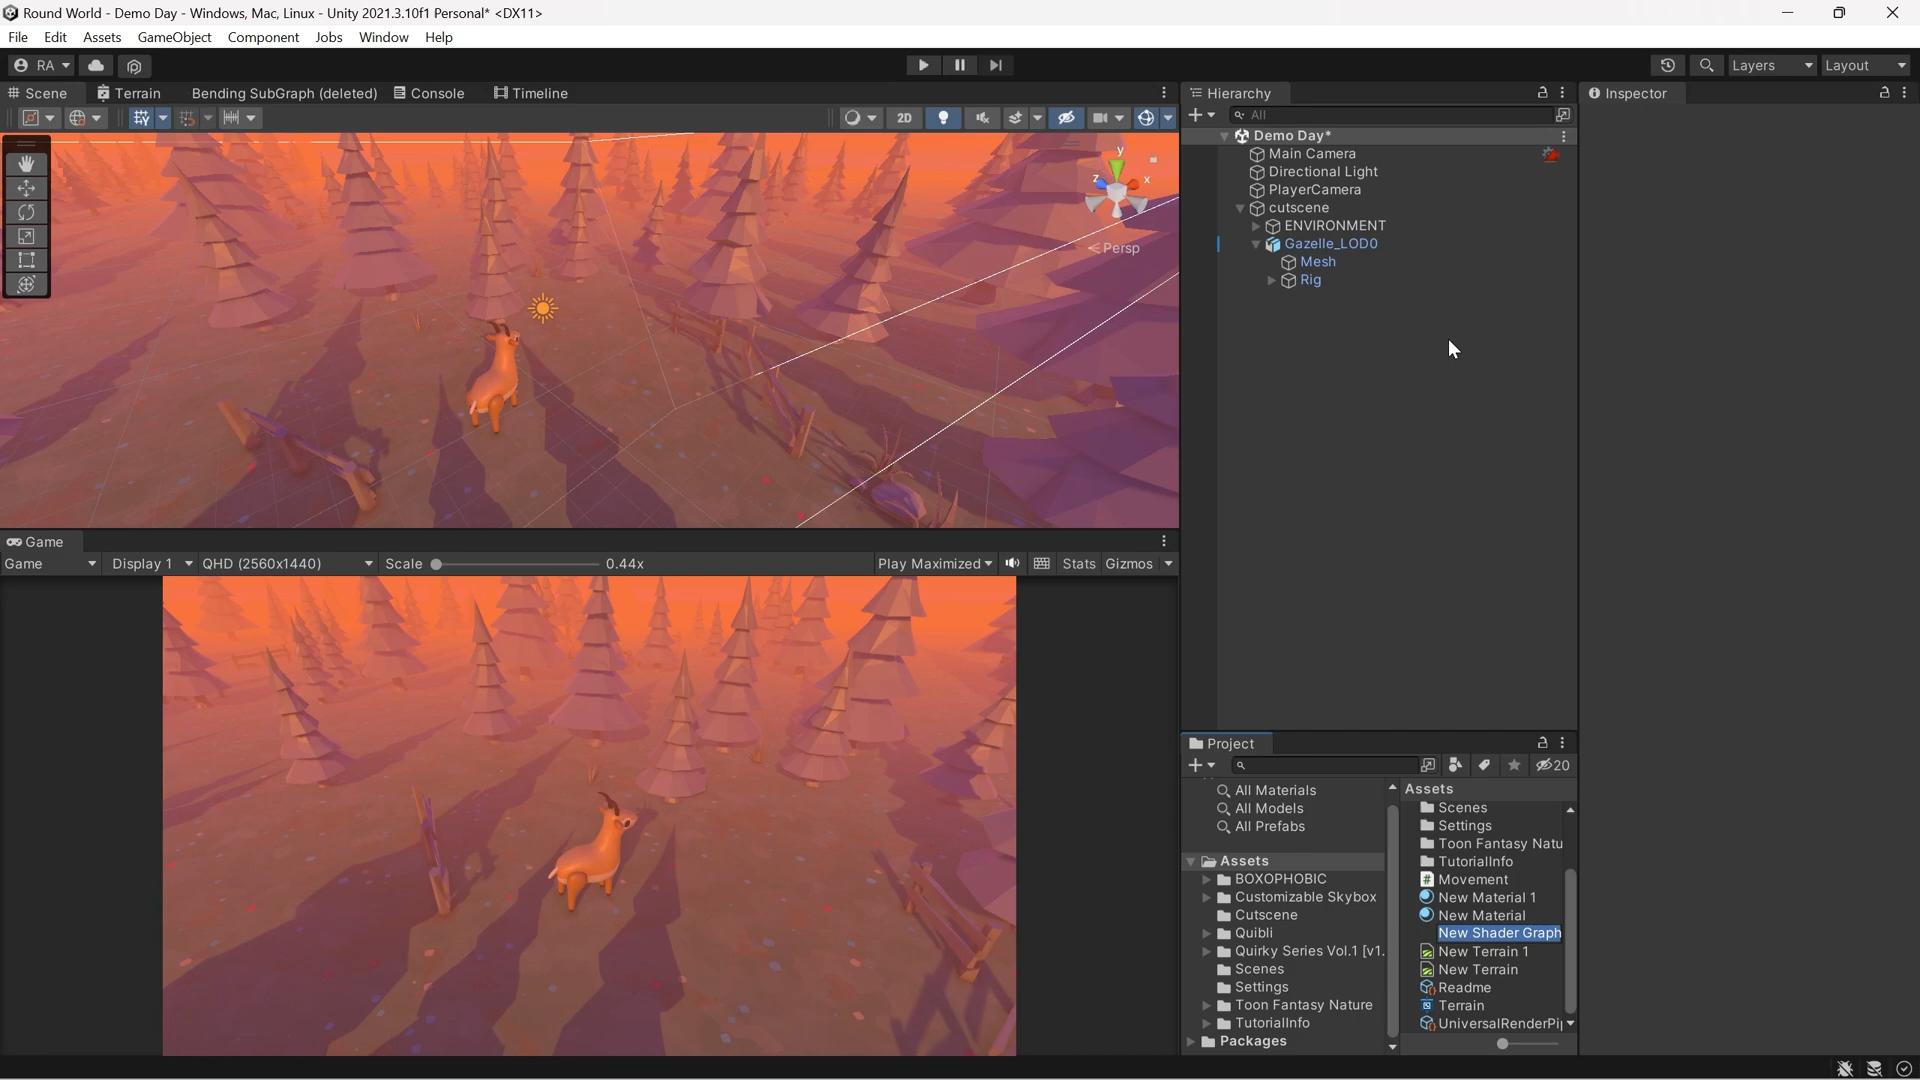 Round World - Demo Day - Windows, Mac, Linux - Unity 2021.3.10f1 Personal* <DX11>
File Edit Assets GameObject Component Jobs Window Help
RA Layers Layout
Scene Terrain Bending SubGraph (deleted) Console Timeline
2D
y
z x
Persp
Game
Game Display 1 QHD (2560x1440) Scale 0.44x Play Maximized Stats Gizmos
Hierarchy
All
Demo Day*
Main Camera
Directional Light
PlayerCamera
cutscene
ENVIRONMENT
Gazelle_LOD0
Mesh
Rig
Project
20
All Materials
All Models
All Prefabs
Assets
BOXOPHOBIC
Customizable Skybox
Cutscene
Quibli
Quirky Series Vol.1 [v1.
Scenes
Settings
Toon Fantasy Nature
TutorialInfo
Packages
Assets
Scenes
Settings
Toon Fantasy Natu
TutorialInfo
Movement
New Material 1
New Material
New Shader Graph
New Terrain 1
New Terrain
Readme
Terrain
UniversalRenderPi
Inspector